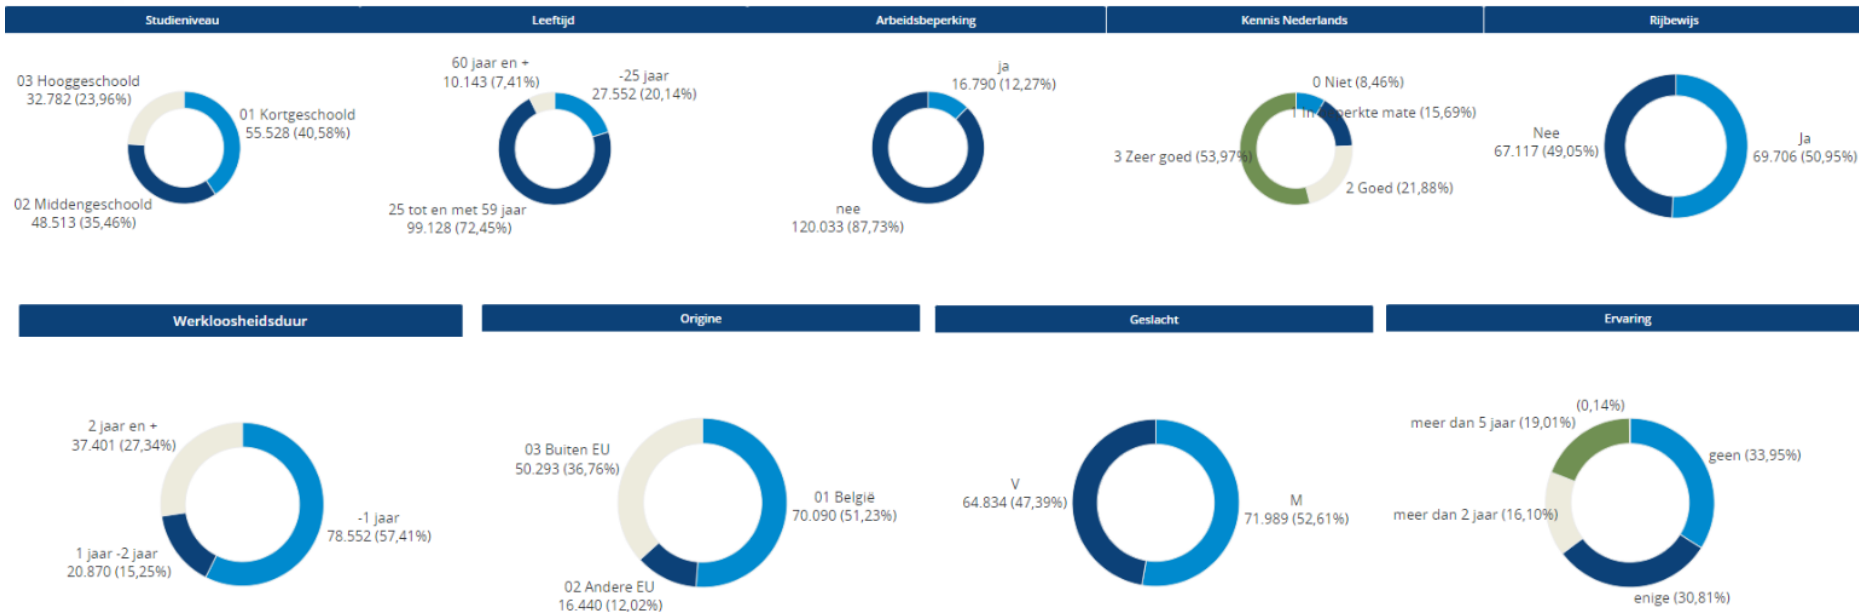 Studieniveau
03 Hooggeschoold
32.782 (23,96%)
01 Kortgeschoold
55.528 (40,58%)
02 Middengeschoold
48.513 (35,46%)
Leeftijd
60 jaar en +
10.143 (7,41%)
-25 jaar
27.552 (20,14%)
25 tot en met 59 jaar
99.128 (72,45%)
Arbeidsbeperking
ja
16.790 (12,27%)
nee
120.033 (87,73%)
Kennis Nederlands
0 Niet (8,46%)
1 in perkte mate (15,69%)
3 Zeer goed (53,97%)
2 Goed (21,88%)
Rijbewijs
Nee
67.117 (49,05%)
Ja
69.706 (50,95%)
Werkloosheidsduur
2 jaar en +
37.401 (27,34%)
-1 jaar
78.552 (57,41%)
1 jaar -2 jaar
20.870 (15,25%)
Origine
03 Buiten EU
50.293 (36,76%)
01 België
70.090 (51,23%)
02 Andere EU
16.440 (12,02%)
Geslacht
V
64.834 (47,39%)
M
71.989 (52,61%)
Ervaring
(0,14%)
meer dan 5 jaar (19,01%)
geen (33,95%)
meer dan 2 jaar (16,10%)
enige (30,81%)